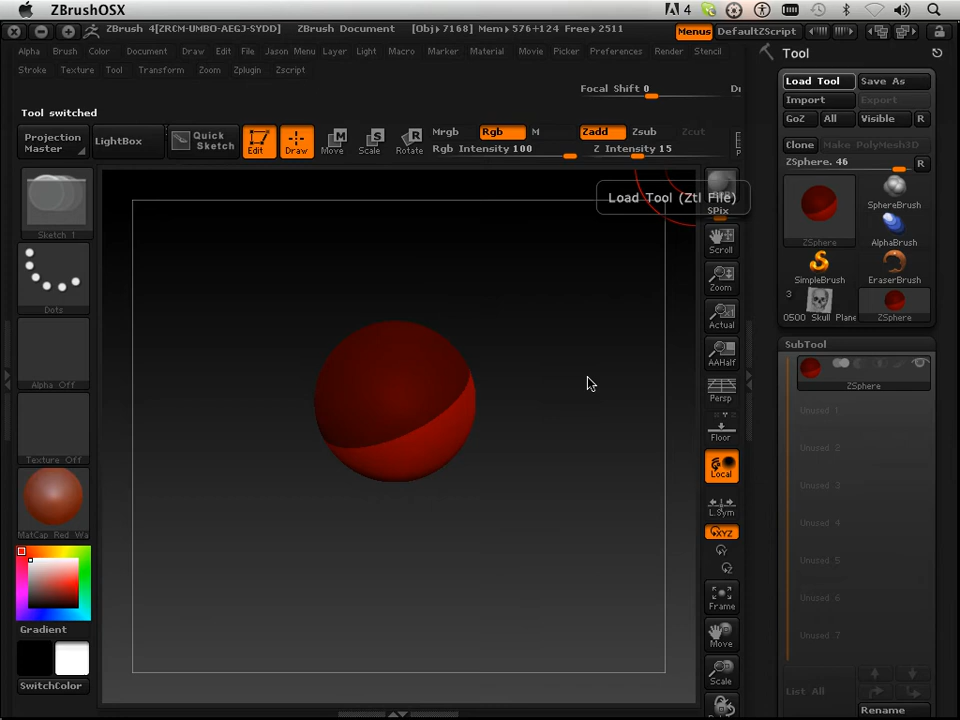 ZBrushOSX
4
ZBrush 4[ZRCM-UMBO-AEGJ-SYDD] ZBrush Document [Obj▸7168] Mem▸576+124 Free▸2511
Menus DefaultZScript
Alpha Brush Color Document Draw Edit File Jason Menu Layer Light Macro Marker Material Movie Picker Preferences Render Stencil
Stroke Texture Tool Transform Zoom Zplugin Zscript
Tool
Load Tool Save As
Import Export
GoZ All Visible R
Clone Make PolyMesh3D
ZSphere. 46 R
Focal Shift 0
Tool switched
Projection Master
LightBox
Quick Sketch
Edit
Draw
Move
Scale
Rotate
Mrgb Rgb M
Rgb Intensity 100
Zadd Zsub Zcut
Z Intensity 15
Load Tool (Ztl File)
Sketch 1
Dots
Alpha Off
Texture Off
MatCap Red Wa
Gradient
SwitchColor
SPix
Scroll
Zoom
Actual
AAHalf
Persp
Floor
Local
L.Sym
XYZ
Y
Z
Frame
Move
Scale
ZSphere
SphereBrush
AlphaBrush
SimpleBrush
EraserBrush
3
0500 Skull Plane
ZSphere
SubTool
ZSphere
Unused 1
Unused 2
Unused 3
Unused 4
Unused 5
Unused 6
Unused 7
List All
Rename